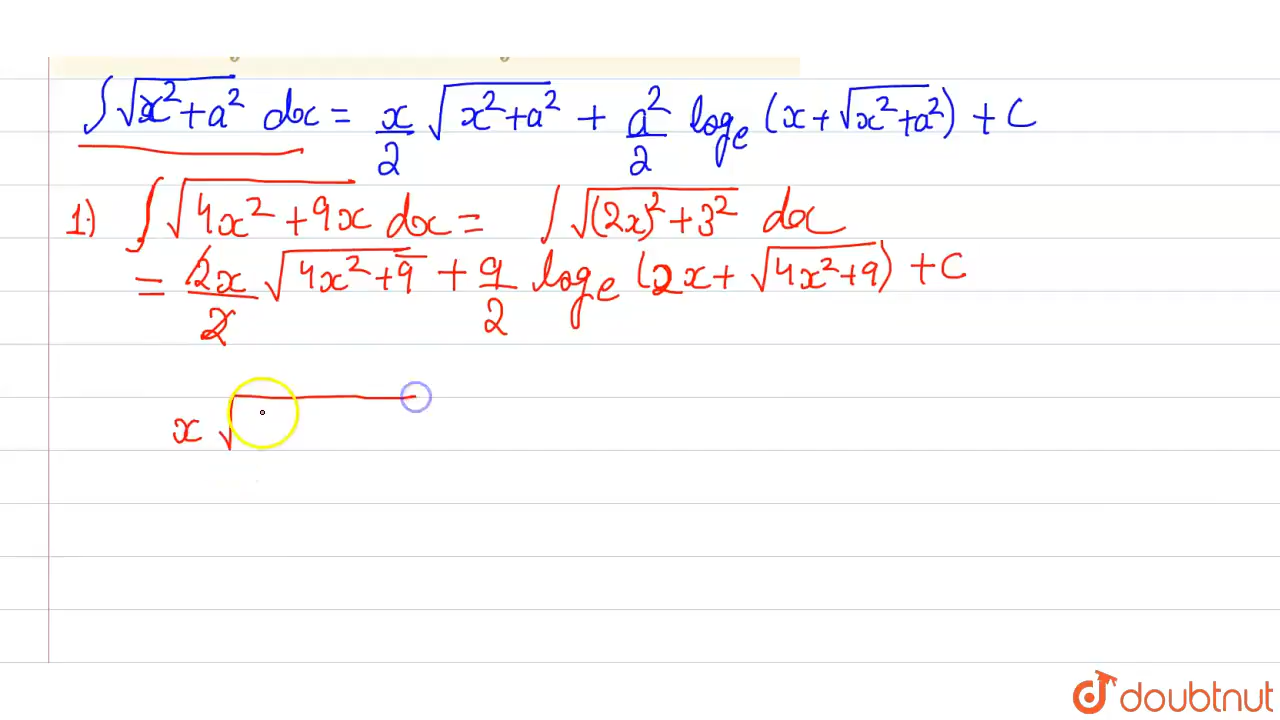 ∫√(x²+a²) dx = x/2 √(x²+a²) + a²/2 logₑ (x+√(x²+a²)) + C
1.) ∫√(4x²+9x) dx = ∫√((2x)²+3²) dx
= 2x/2 √(4x²+9) + 9/2 logₑ (2x+√(4x²+9)) + C
x √
doubtnut